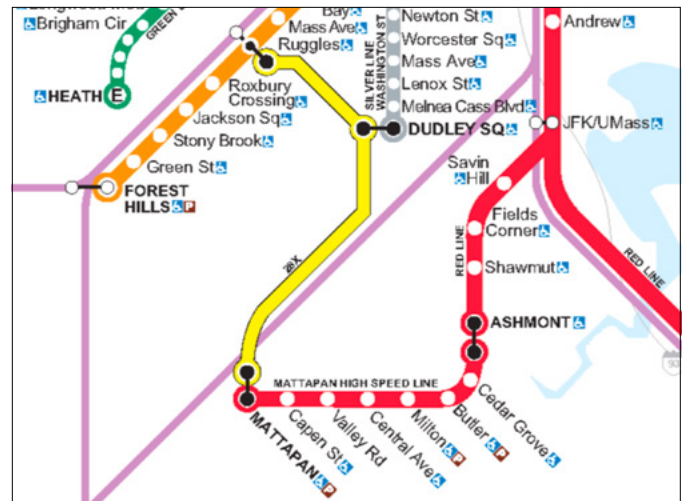 Brigham Cir
GREEN
HEATH E
Bay
Mass Ave
Ruggles
Roxbury
Crossing
Jackson Sq
Stony Brook
Green St
FOREST
HILLS P
SILVER LINE
WASHINGTON ST
Newton St
Worcester Sq
Mass Ave
Lenox St
Melnea Cass Blvd
DUDLEY SQ
28X
Andrew
JFK/UMass
Savin
Hill
Fields
Corner
RED LINE
Shawmut
RED LINE
ASHMONT
93
MATTAPAN HIGH SPEED LINE
MATTAPAN P
Capen St
Valley Rd
Central Ave
Milton P
Butler P
Cedar Grove